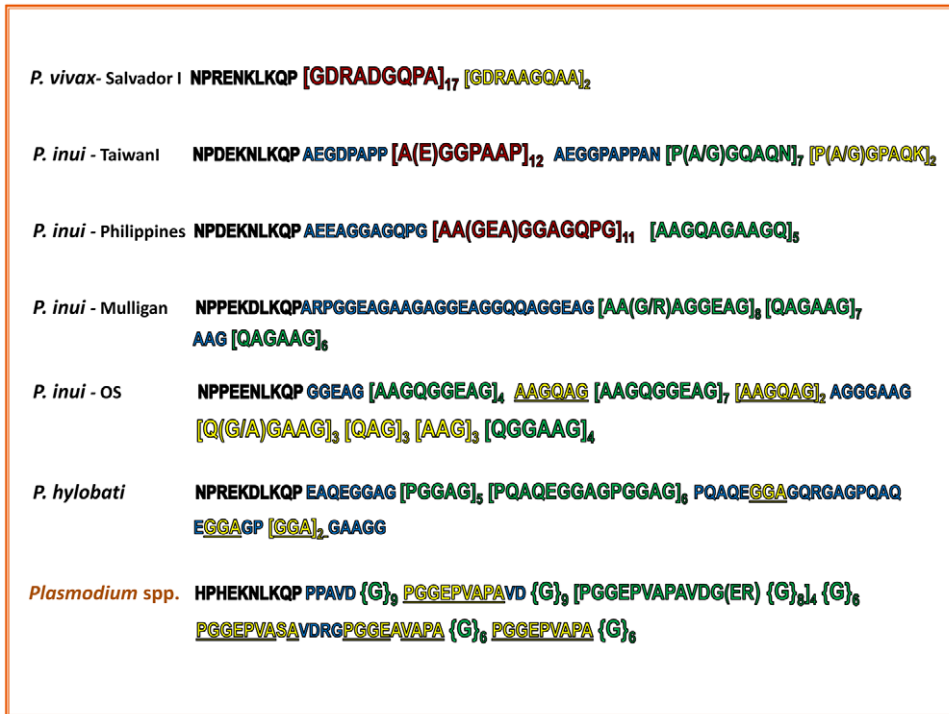 P. vivax- Salvador I NPRENKLKQP [GDRADGQPA]17 [GDRAAGQAA]2
P. inui - TaiwanI NPDEKNLKQP AEGDPAPP [A(E)GGPAAP]12 AEGGPAPPAN [P(A/G)GQAQN]7 [P(A/G)GPAQK]2
P. inui - Philippines NPDEKNLKQP AEEAGGAGQPG [AA(GEA)GGAGQPG]11 [AAGQAGAAGQ]5
P. inui - Mulligan NPPEKDLKQPARPGGEAGAAGAGGEAGGQQAGGEAG [AA(G/R)AGGEAG]8 [QAGAAG]7
AAG [QAGAAG]6
P. inui - OS NPPEENLKQP GGEAG [AAGQGGEAG]4 AAGQAG [AAGQGGEAG]7 [AAGQAG]2 AGGGAAG
[Q(G/A)GAAG]3 [QAG]3 [AAG]3 [QGGAAG]4
P. hylobati NPREKDLKQP EAQEGGAG [PGGAG]5 [PQAQEGGAGPGGAG]6 PQAQEGGAGQRGAGPQAQ
EGGAGP [GGA]2 GAAGG
Plasmodium spp. HPHEKNLKQP PPAVD {G}9 PGGEPVAPAVD {G}9 [PGGEPVAPAVDG(ER) {G}8]4 {G}6
PGGEPVASAVDRGPGGEAVAPA {G}6 PGGEPVAPA {G}6